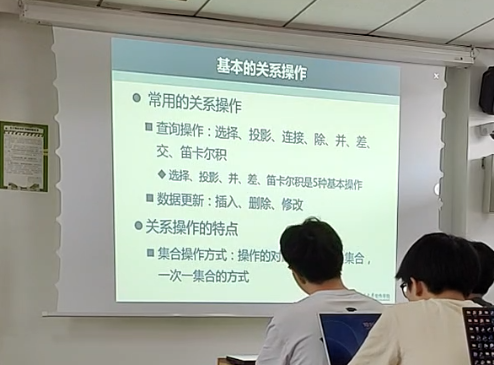 基本的关系操作
常用的关系操作
查询操作：选择、投影、连接、除、并、差、
交、笛卡尔积
选择、投影、并、差、笛卡尔积是5种基本操作
数据更新：插入、删除、修改
关系操作的特点
集合操作方式：操作的对
集合，
一次一集合的方式